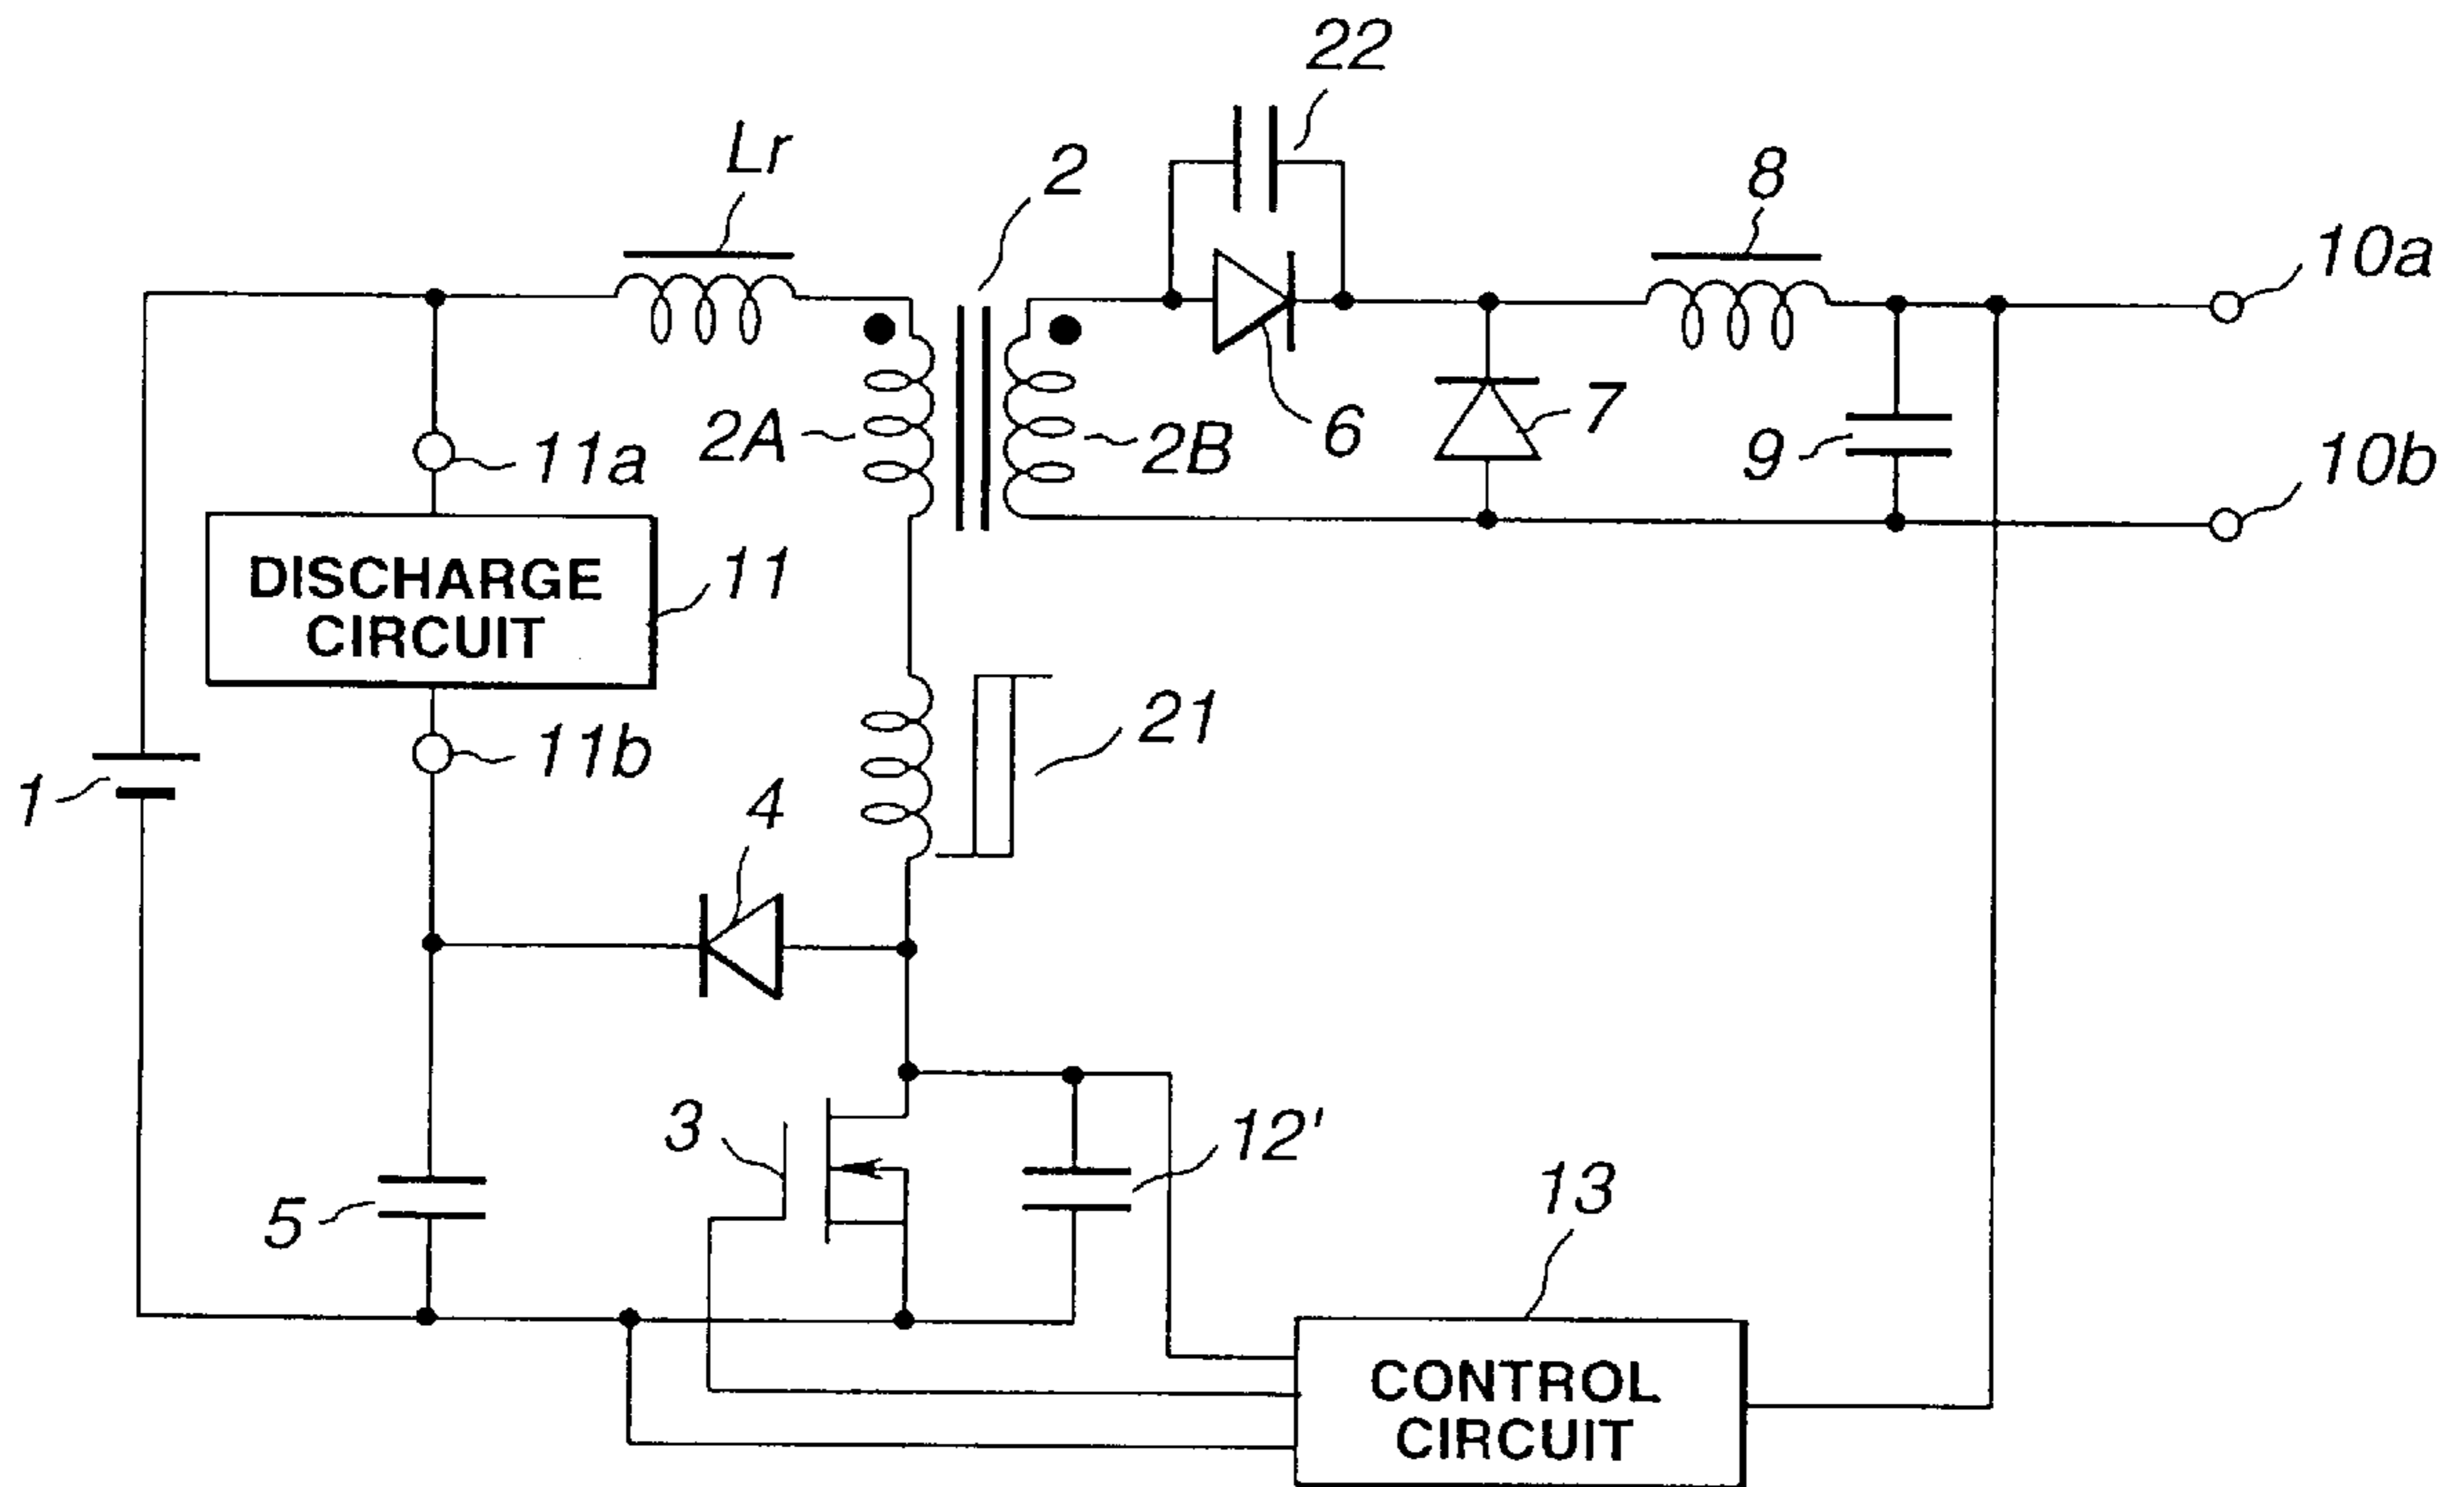 22
Lr
2
8
10a
2A
2B
6
7
9
10b
11a
DISCHARGE
CIRCUIT
11
11b
21
1
4
3
12'
5
13
CONTROL
CIRCUIT